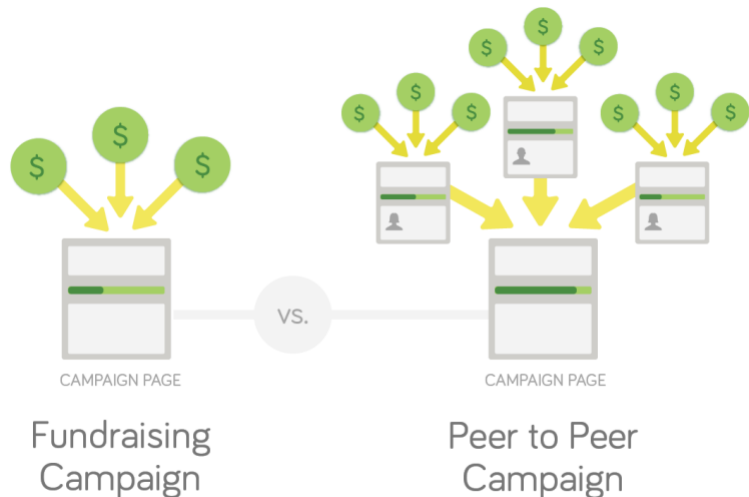 $
$
$
$
$
$
$
$
$
$
$
$
vs.
CAMPAIGN PAGE
CAMPAIGN PAGE
Fundraising
Campaign
Peer to Peer
Campaign